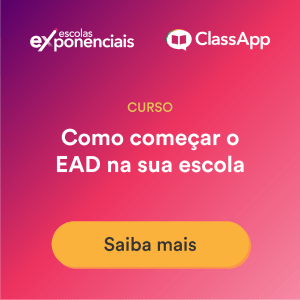 escolas
exponenciais
ClassApp
CURSO
Como começar o
EAD na sua escola
Saiba mais